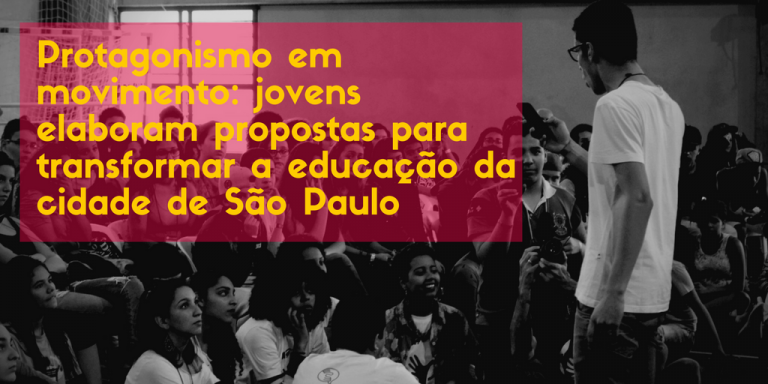 Protagonismo em
movimento: jovens
elaboram propostas para
transformar a educação da
cidade de São Paulo